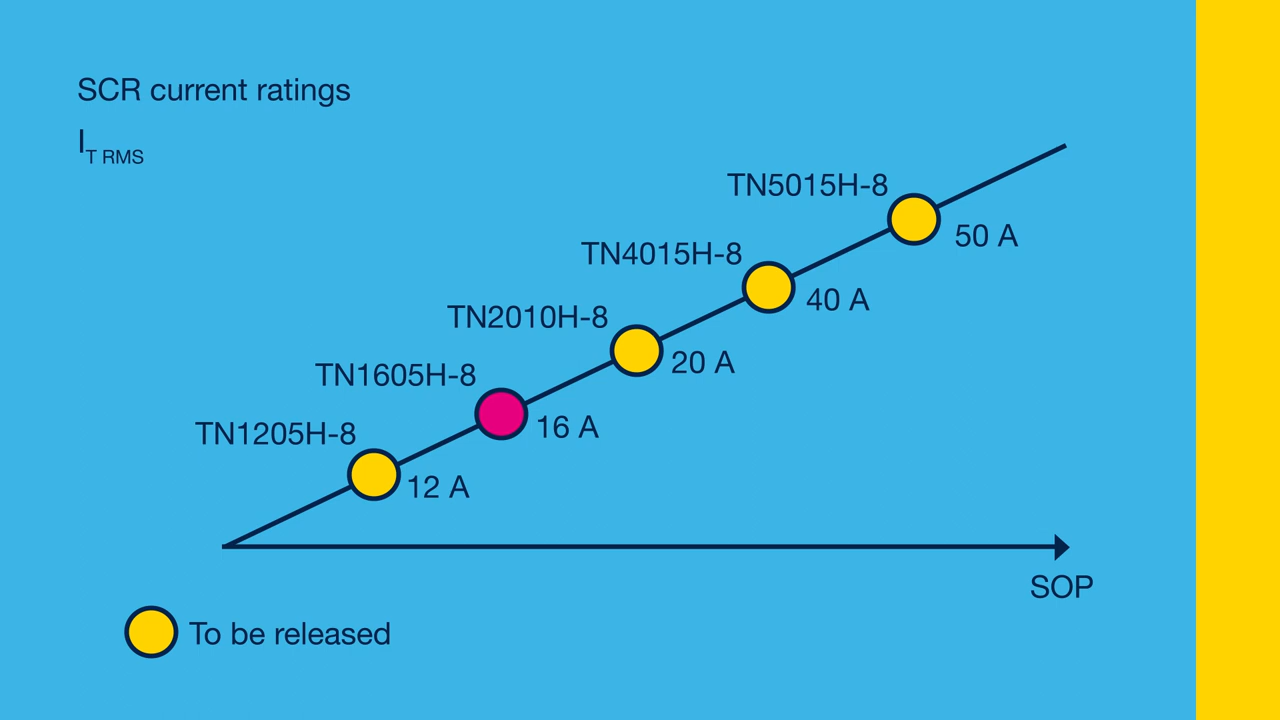 SCR current ratings
I T RMS
TN5015H-8
50 A
TN4015H-8
40 A
TN2010H-8
20 A
TN1605H-8
16 A
TN1205H-8
12 A
SOP
To be released